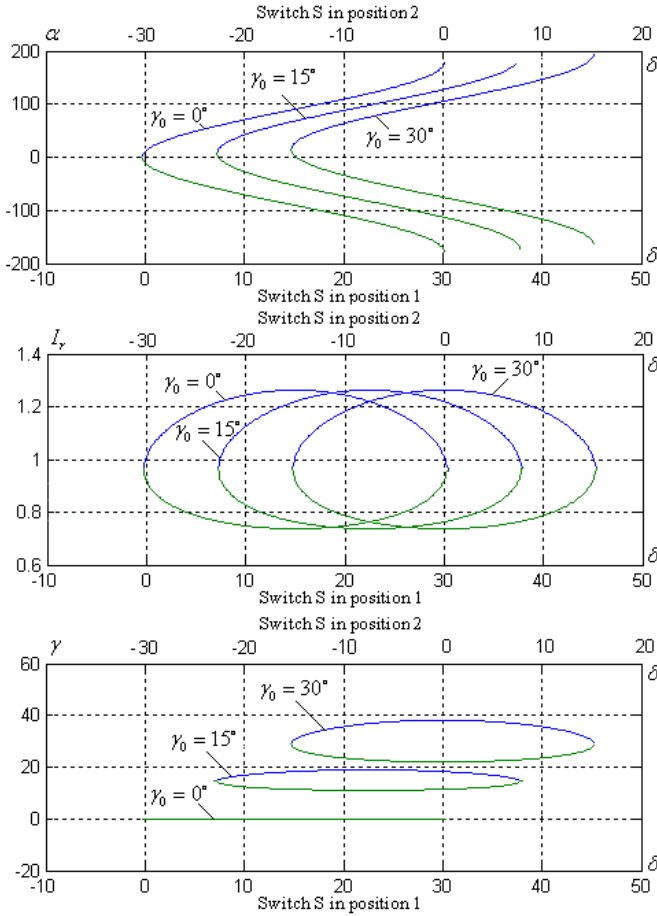 Switch S in position 2
α -30 -20 -10 0 10 20
200 δ
γ₀ = 15°
100 γ₀ = 0°
γ₀ = 30°
0
-100
-200 δ
-10 0 10 20 30 40 50
Switch S in position 1
Switch S in position 2
I_r -30 -20 -10 0 10 20
1.4 δ
γ₀ = 0° γ₀ = 30°
1.2
γ₀ = 15°
1
0.8
0.6 δ
-10 0 10 20 30 40 50
Switch S in position 1
Switch S in position 2
γ -30 -20 -10 0 10 20
60 δ
γ₀ = 30°
40
γ₀ = 15°
20
γ₀ = 0°
0
-20 δ
-10 0 10 20 30 40 50
Switch S in position 1